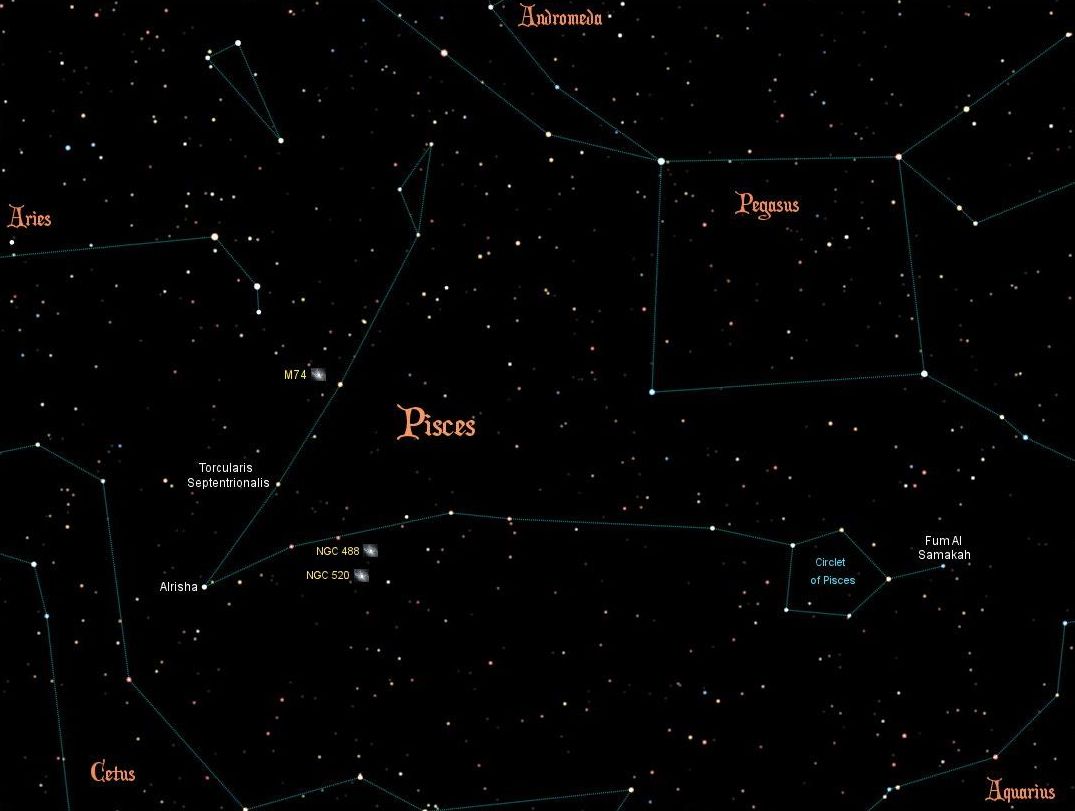 Andromeda
Pegasus
Aries
M74
Pisces
Torcularis
Septentrionalis
Fum Al
Samakah
NGC 488
Circlet
of Pisces
NGC 520
Alrisha
Cetus
Aquarius